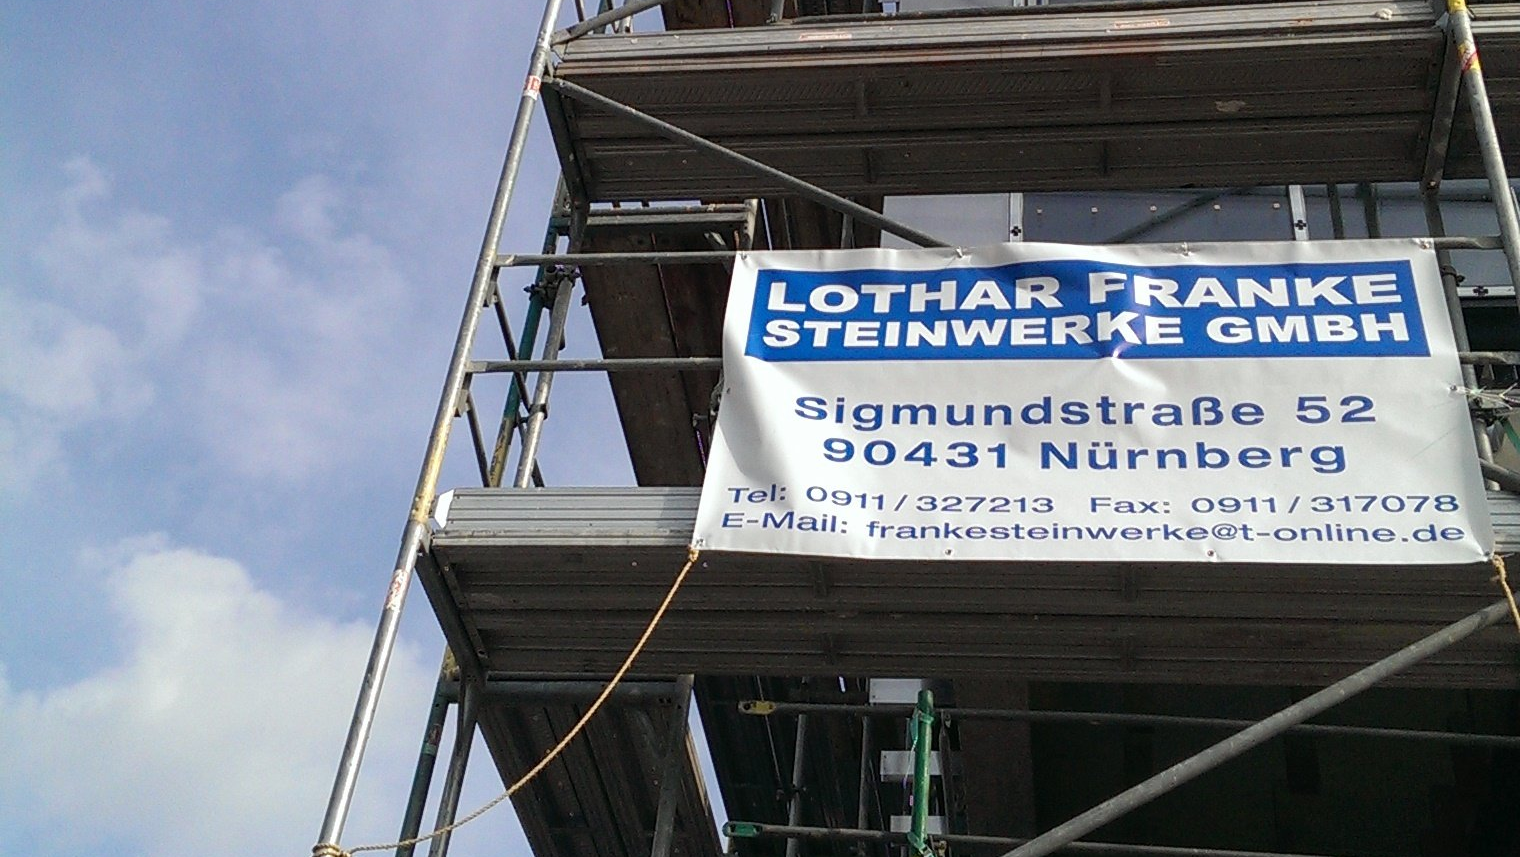 LOTHAR FRANKE
STEINWERKE GMBH
Sigmundstraße 52
90431 Nürnberg
Tel: 0911/327213 Fax: 0911/317078
E-Mail: frankesteinwerke@t-online.de